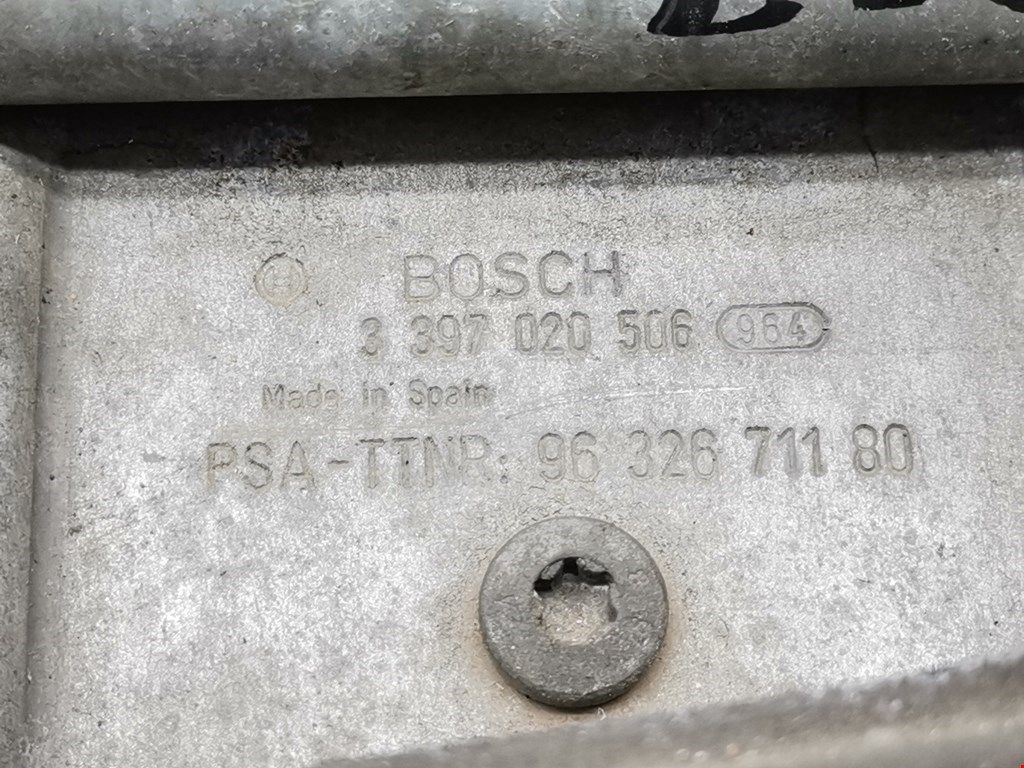 BOSCH
3 397 020 506 964
Made in Spain
PSA-TTNR: 96 326 711 80